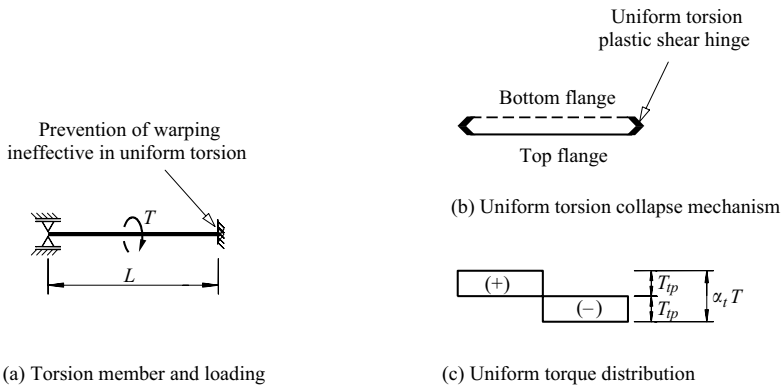 Prevention of warping
ineffective in uniform torsion
T
L
(a) Torsion member and loading
Uniform torsion
plastic shear hinge
Bottom flange
Top flange
(b) Uniform torsion collapse mechanism
(+)
(–)
T_tp
T_tp
α_t T
(c) Uniform torque distribution